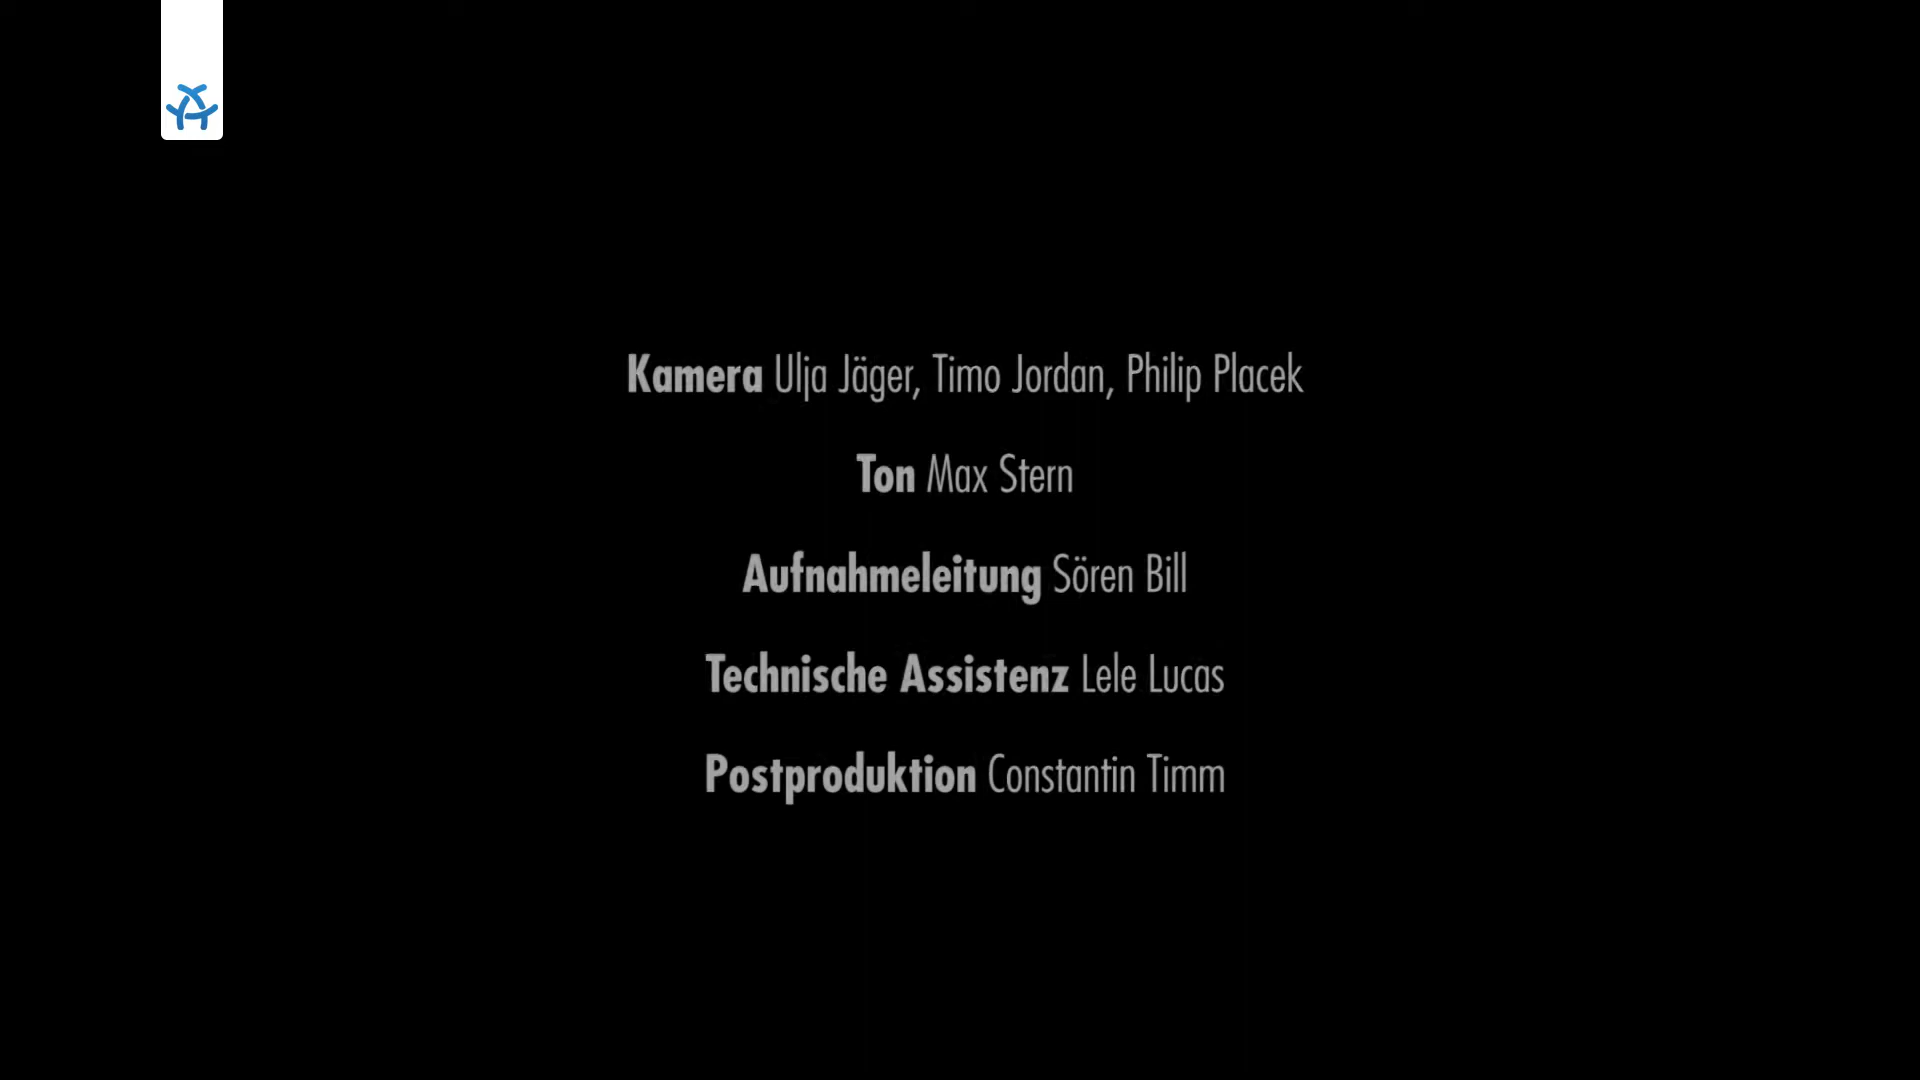 Kamera Ulja Jäger, Timo Jordan, Philip Placek
Ton Max Stern
Aufnahmeleitung Sören Bill
Technische Assistenz Lele Lucas
Postproduktion Constantin Timm